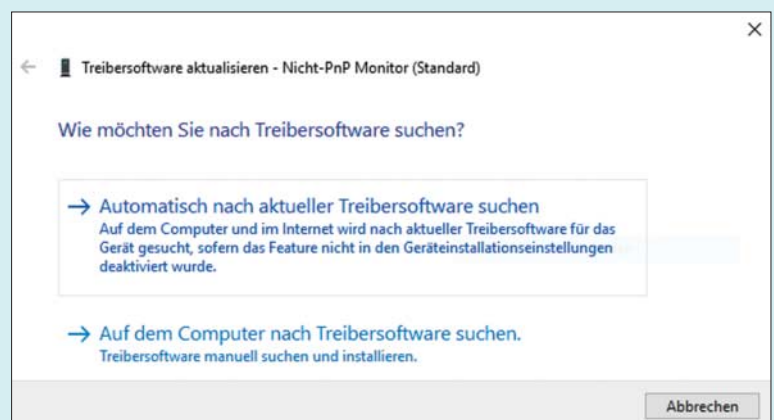 Treibersoftware aktualisieren - Nicht-PnP Monitor (Standard)
Wie möchten Sie nach Treibersoftware suchen?
Automatisch nach aktueller Treibersoftware suchen
Auf dem Computer und im Internet wird nach aktueller Treibersoftware für das
Gerät gesucht, sofern das Feature nicht in den Geräteinstallationseinstellungen
deaktiviert wurde.
Auf dem Computer nach Treibersoftware suchen.
Treibersoftware manuell suchen und installieren.
Abbrechen